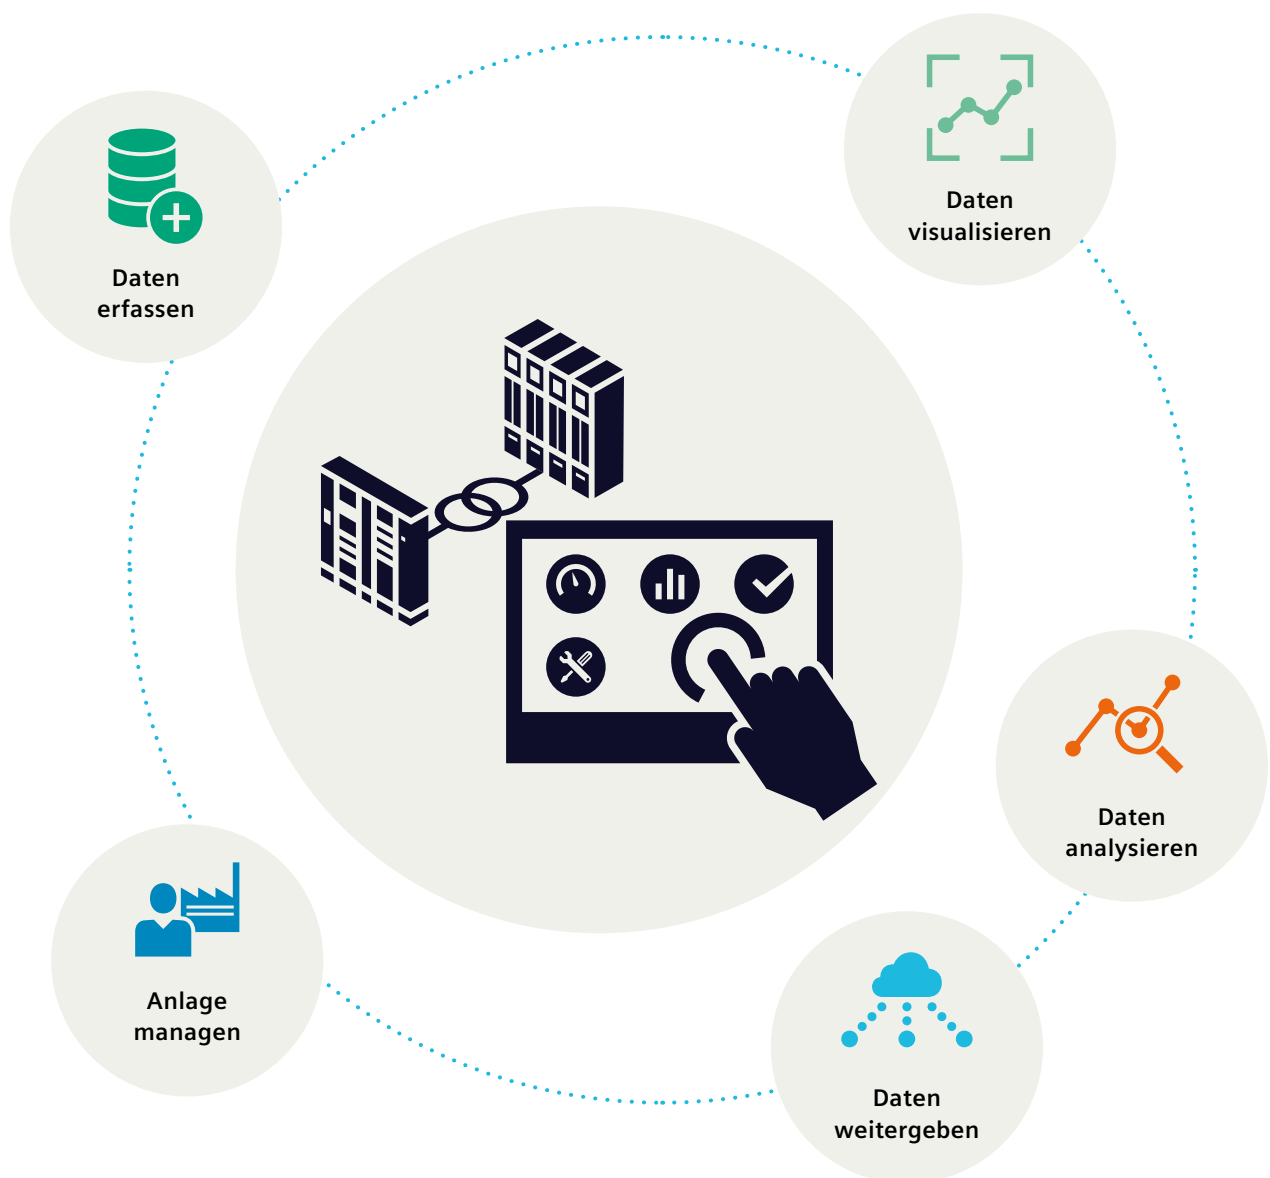 Daten
erfassen
Daten
visualisieren
Daten
analysieren
Daten
weitergeben
Anlage
managen